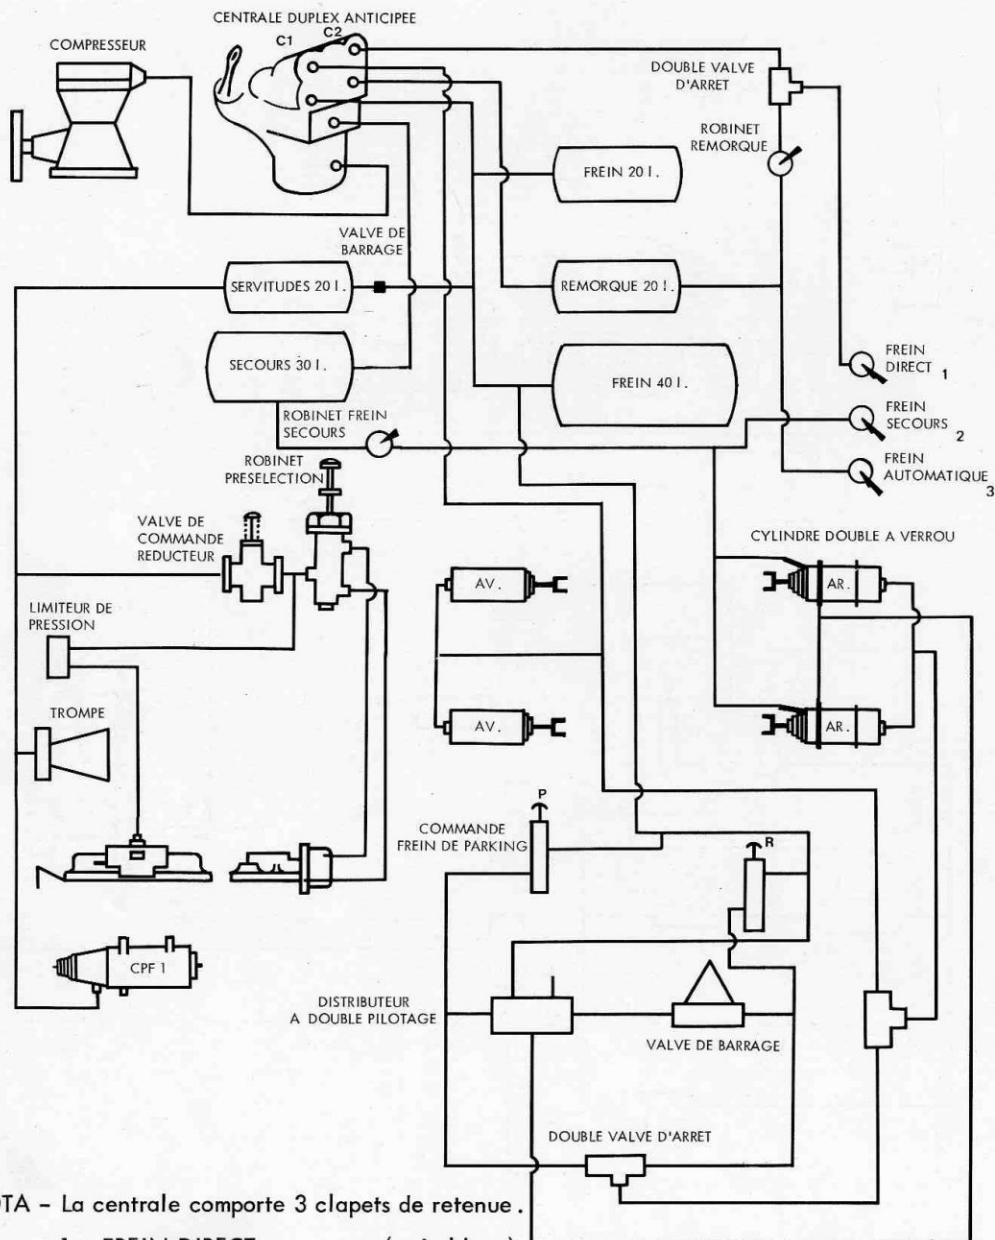 CENTRALE DUPLEX ANTICIPEE
C1
C2
COMPRESSEUR
DOUBLE VALVE
D'ARRET
ROBINET
REMORQUE
FREIN 20 l.
VALVE DE
BARRAGE
SERVITUDES 20 l.
REMORQUE 20 l.
SECOURS 30 l.
FREIN 40 l.
FREIN
DIRECT 1
FREIN
SECOURS 2
FREIN
AUTOMATIQUE 3
ROBINET FREIN
SECOURS
ROBINET
PRESELECTION
VALVE DE
COMMANDE
REDUCTEUR
CYLINDRE DOUBLE A VERROU
AV.
AR.
LIMITEUR DE
PRESSION
TROMPE
AV.
AR.
P
COMMANDE
FREIN DE PARKING
R
CPF 1
DISTRIBUTEUR
A DOUBLE PILOTAGE
VALVE DE BARRAGE
DOUBLE VALVE D'ARRET
TA - La centrale comporte 3 clapets de retenue.
FREIN DIRECT